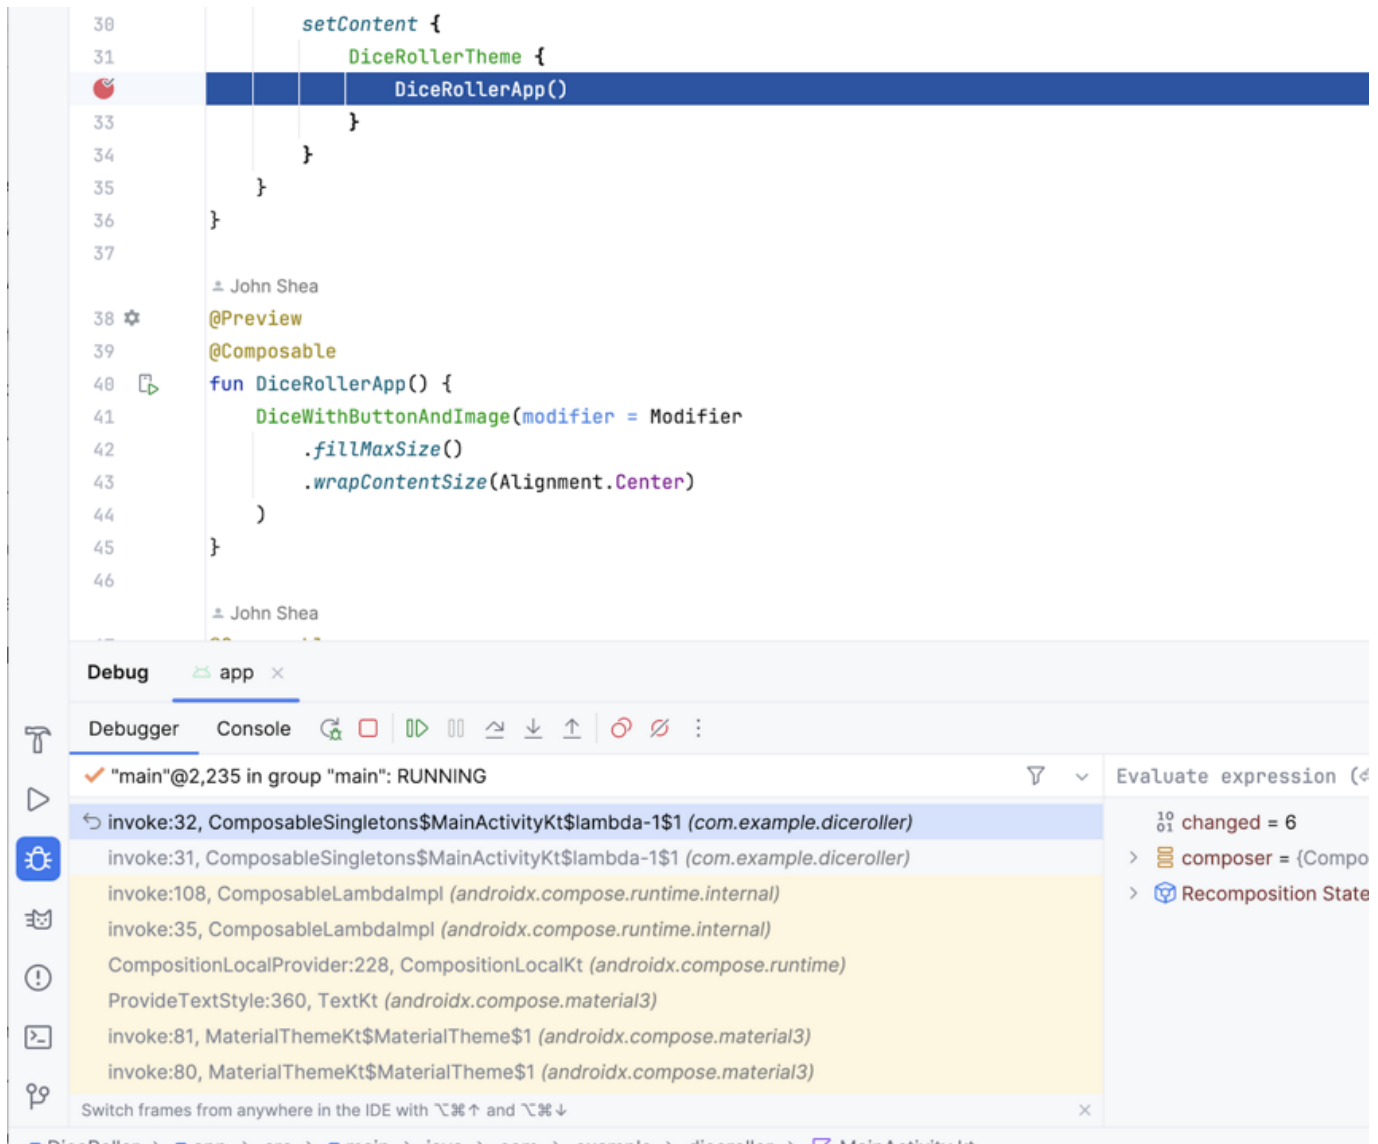 30 setContent {
31 DiceRollerTheme {
DiceRollerApp()
33 }
34 }
35 }
36 }
37
John Shea
38 @Preview
39 @Composable
40 fun DiceRollerApp() {
41 DiceWithButtonAndImage(modifier = Modifier
42 .fillMaxSize()
43 .wrapContentSize(Alignment.Center)
44 )
45 }
46
John Shea
Debug app
Debugger Console
"main"@2,235 in group "main": RUNNING
Evaluate expression (
invoke:32, ComposableSingletons$MainActivityKt$lambda-1$1 (com.example.diceroller)
changed = 6
invoke:31, ComposableSingletons$MainActivityKt$lambda-1$1 (com.example.diceroller)
composer = {Compo
invoke:108, ComposableLambdaImpl (androidx.compose.runtime.internal)
Recomposition State
invoke:35, ComposableLambdaImpl (androidx.compose.runtime.internal)
CompositionLocalProvider:228, CompositionLocalKt (androidx.compose.runtime)
ProvideTextStyle:360, TextKt (androidx.compose.material3)
invoke:81, MaterialThemeKt$MaterialTheme$1 (androidx.compose.material3)
invoke:80, MaterialThemeKt$MaterialTheme$1 (androidx.compose.material3)
Switch frames from anywhere in the IDE with ⌥⌘↑ and ⌥⌘↓